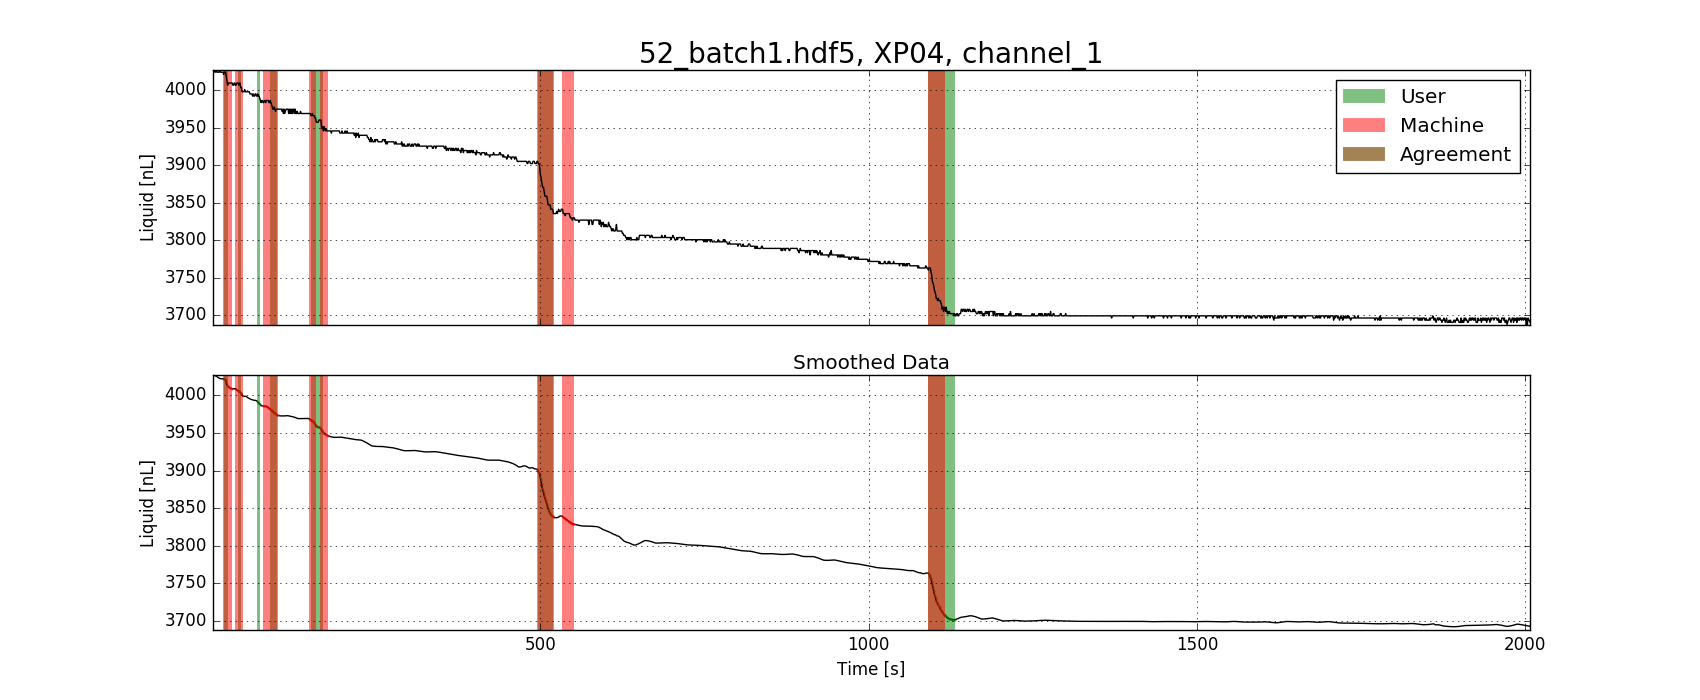 52_batch1.hdf5, XP04, channel_1
4000
3950
3900
3850
3800
3750
3700
Liquid [nL]
User
Machine
Agreement
Smoothed Data
4000
3950
3900
3850
3800
3750
3700
Liquid [nL]
500
1000
1500
2000
Time [s]